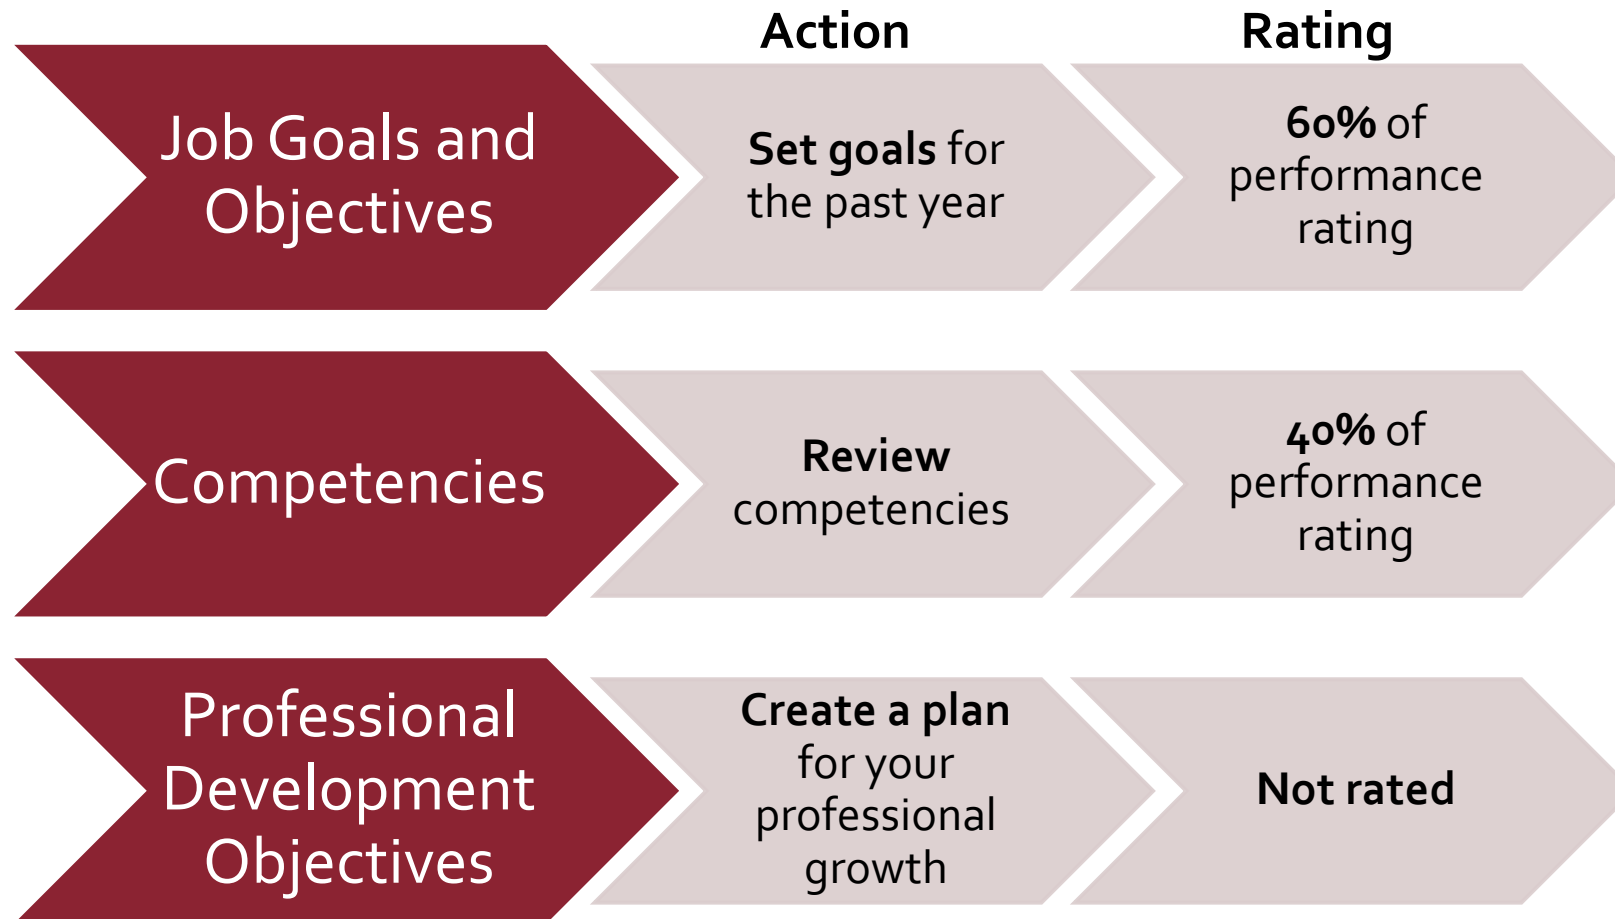 Action
Rating
Job Goals and
Objectives
Set goals for
the past year
60% of
performance
rating
Competencies
Review
competencies
40% of
performance
rating
Professional
Development
Objectives
Create a plan
for your
professional
growth
Not rated